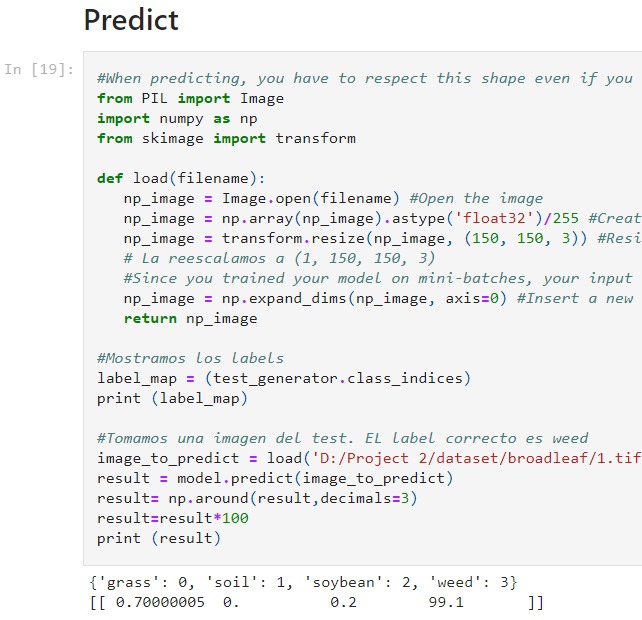 Predict
In [19]:
#When predicting, you have to respect this shape even if you
from PIL import Image
import numpy as np
from skimage import transform
def load(filename):
np_image = Image.open(filename) #Open the image
np_image = np.array(np_image).astype('float32')/255 #Creat
np_image = transform.resize(np_image, (150, 150, 3)) #Resi
# La reescalamos a (1, 150, 150, 3)
#Since you trained your model on mini-batches, your input
np_image = np.expand_dims(np_image, axis=0) #Insert a new
return np_image
#Mostramos los labels
label_map = (test_generator.class_indices)
print (label_map)
#Tomamos una imagen del test. EL label correcto es weed
image_to_predict = load('D:/Project 2/dataset/broadleaf/1.tif
result = model.predict(image_to_predict)
result= np.around(result,decimals=3)
result=result*100
print (result)
{'grass': 0, 'soil': 1, 'soybean': 2, 'weed': 3}
[[ 0.70000005 0. 0.2 99.1 ]]